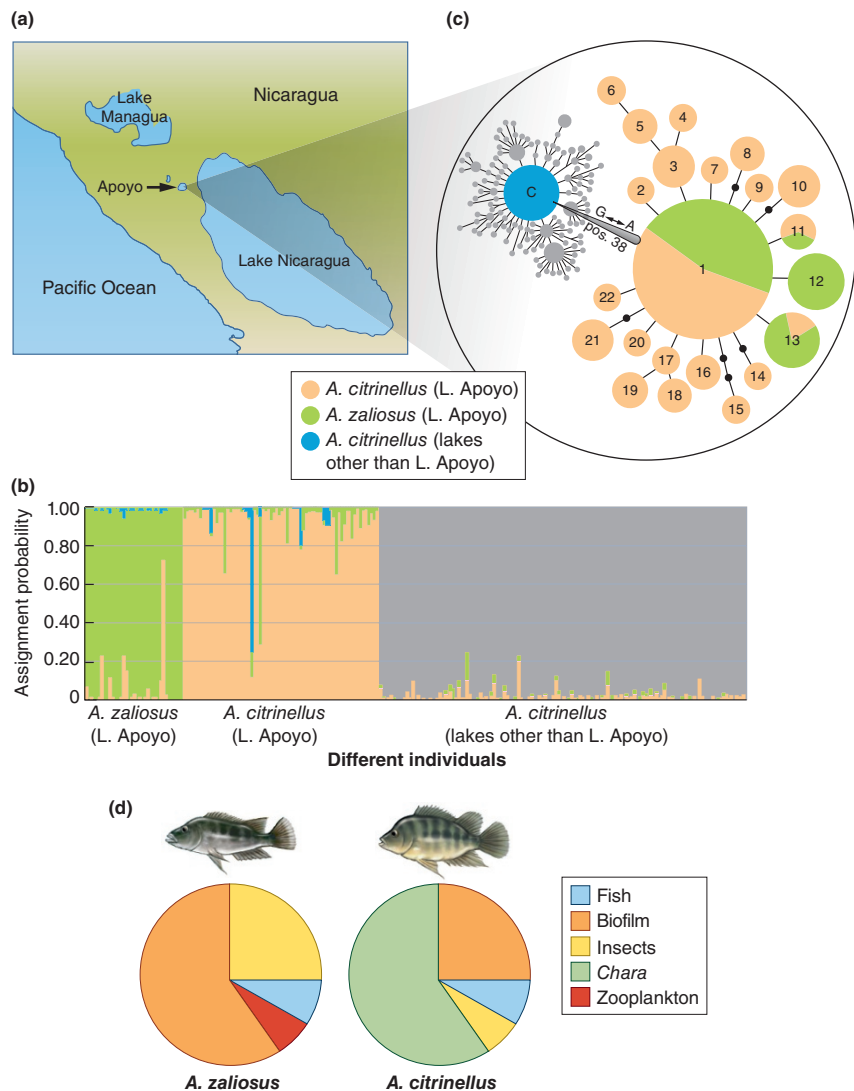 (a)
Lake
Managua
Nicaragua
Apoyo
Lake Nicaragua
Pacific Ocean
(c)
C
G A
pos. 38
1
2
3
4
5
6
7
8
9
10
11
12
13
14
15
16
17
18
19
20
21
22
A. citrinellus (L. Apoyo)
A. zaliosus (L. Apoyo)
A. citrinellus (lakes
other than L. Apoyo)
(b)
Assignment probability
1.00
0.80
0.60
0.40
0.20
0
A. zaliosus
(L. Apoyo)
A. citrinellus
(L. Apoyo)
A. citrinellus
(lakes other than L. Apoyo)
Different individuals
(d)
Fish
Biofilm
Insects
Chara
Zooplankton
A. zaliosus
A. citrinellus